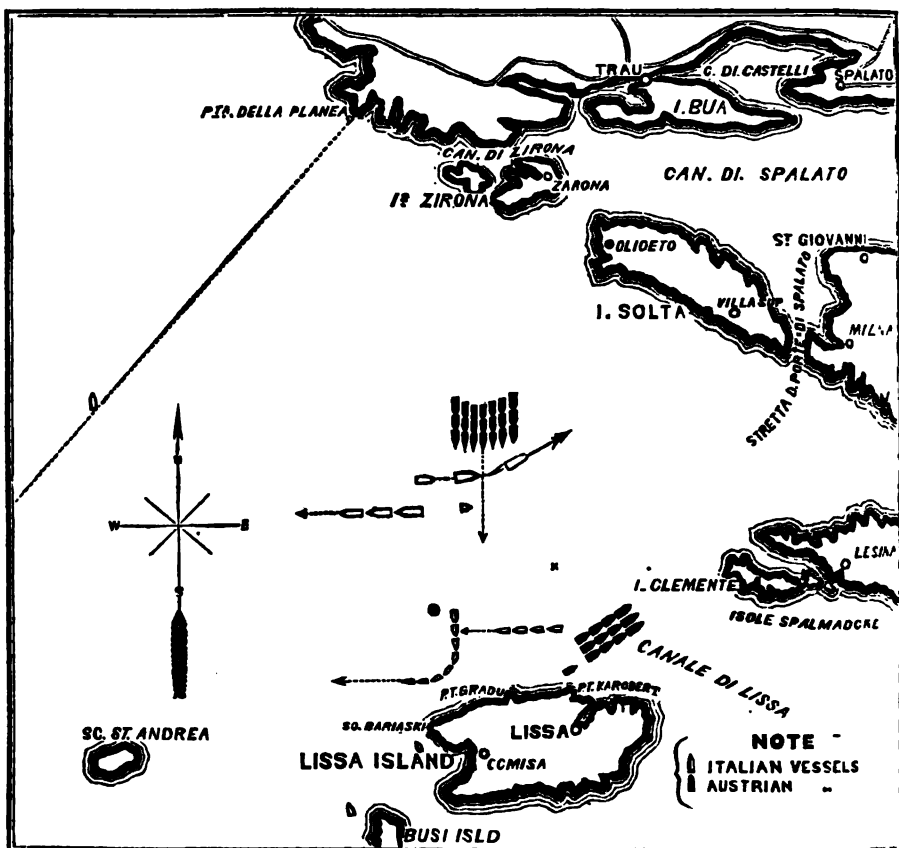 TRAU
C. DI. CASTELLI
SPALATO
PTA. DELLA PLANEA
I. BUA
CAN. DI ZIRONA
ZARONA
CAN. DI. SPALATO
Iª ZIRONA
OLIOETO
ST GIOVANNI
I. SOLTA
STRETTA D. PORTE DI SPALATO
N
W
E
S
I. CLEMENTE
ISOLE SPALMADORE
CANALE DI LISSA
PT. GRADU
PT. KAROBERT
SC. ST. ANDREA
SG. BARIASKI
LISSA
LISSA ISLAND
COMISA
NOTE
ITALIAN VESSELS
AUSTRIAN "
BUSI ISLD